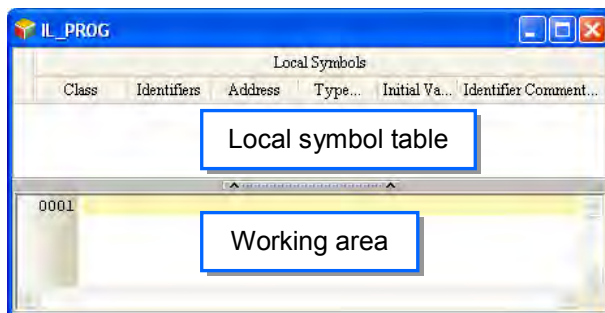 IL_PROG
Local Symbols
Class Identifiers Address Type... Initial Va... Identifier Comment...
Local symbol table
0001
Working area